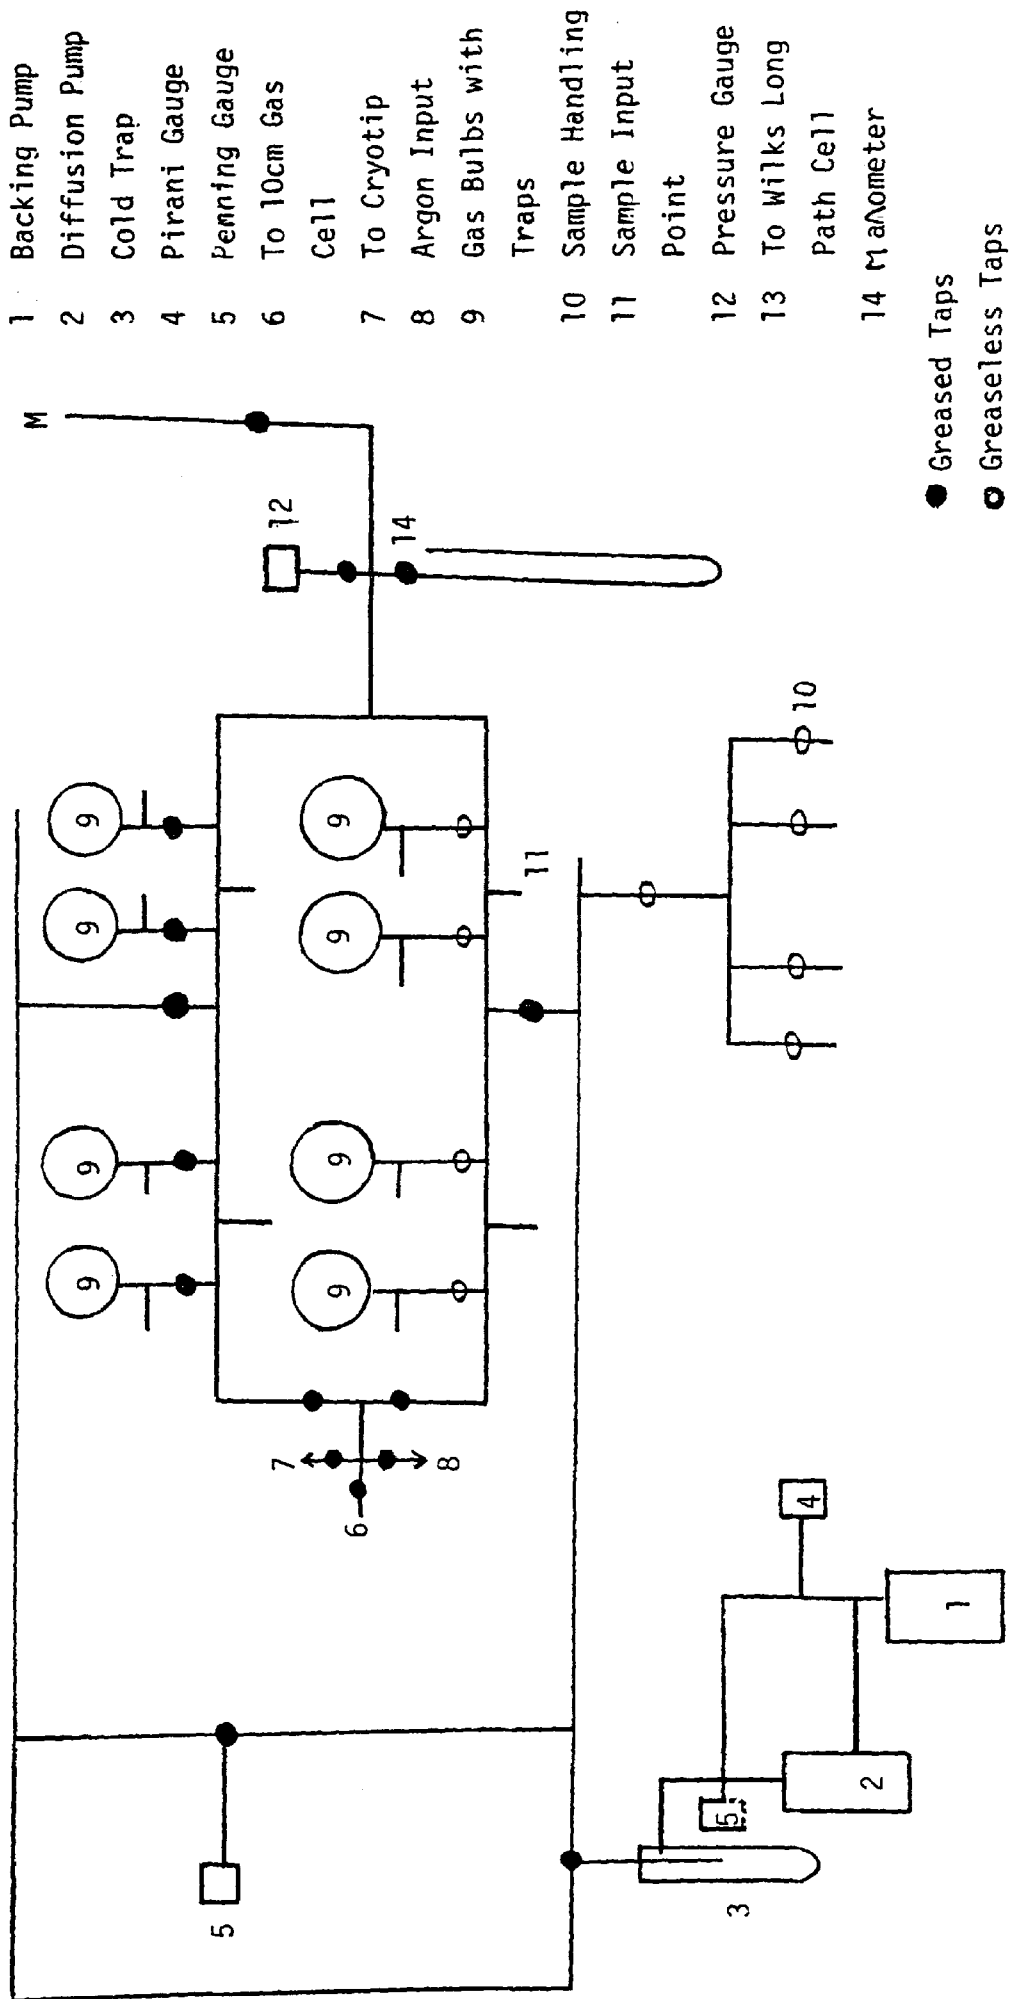 M
9 9 9 9
5
7
6
8
12
14
9 9 9 9
11
10
5
4
3
2
1
1 Backing Pump
2 Diffusion Pump
3 Cold Trap
4 Pirani Gauge
5 Penning Gauge
6 To 10cm Gas
Cell
7 To Cryotip
8 Argon Input
9 Gas Bulbs with
Traps
10 Sample Handling
11 Sample Input
Point
12 Pressure Gauge
13 To Wilks Long
Path Cell
14 Manometer
Greased Taps
Greaseless Taps